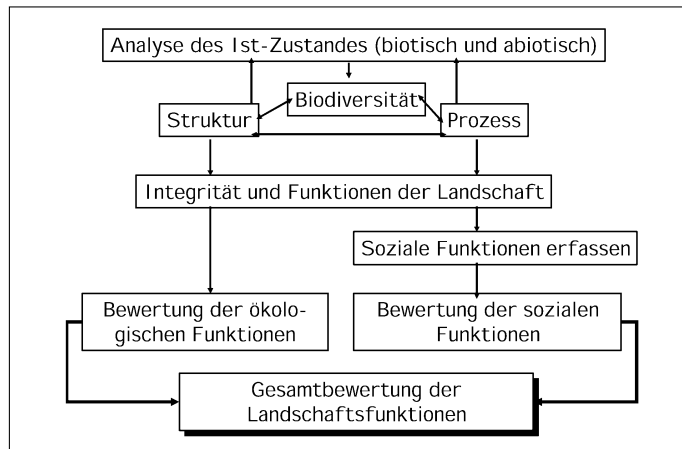 Analyse des Ist-Zustandes (biotisch und abiotisch)
Biodiversität
Struktur
Prozess
Integrität und Funktionen der Landschaft
Soziale Funktionen erfassen
Bewertung der ökolo-
gischen Funktionen
Bewertung der sozialen
Funktionen
Gesamtbewertung der
Landschaftsfunktionen